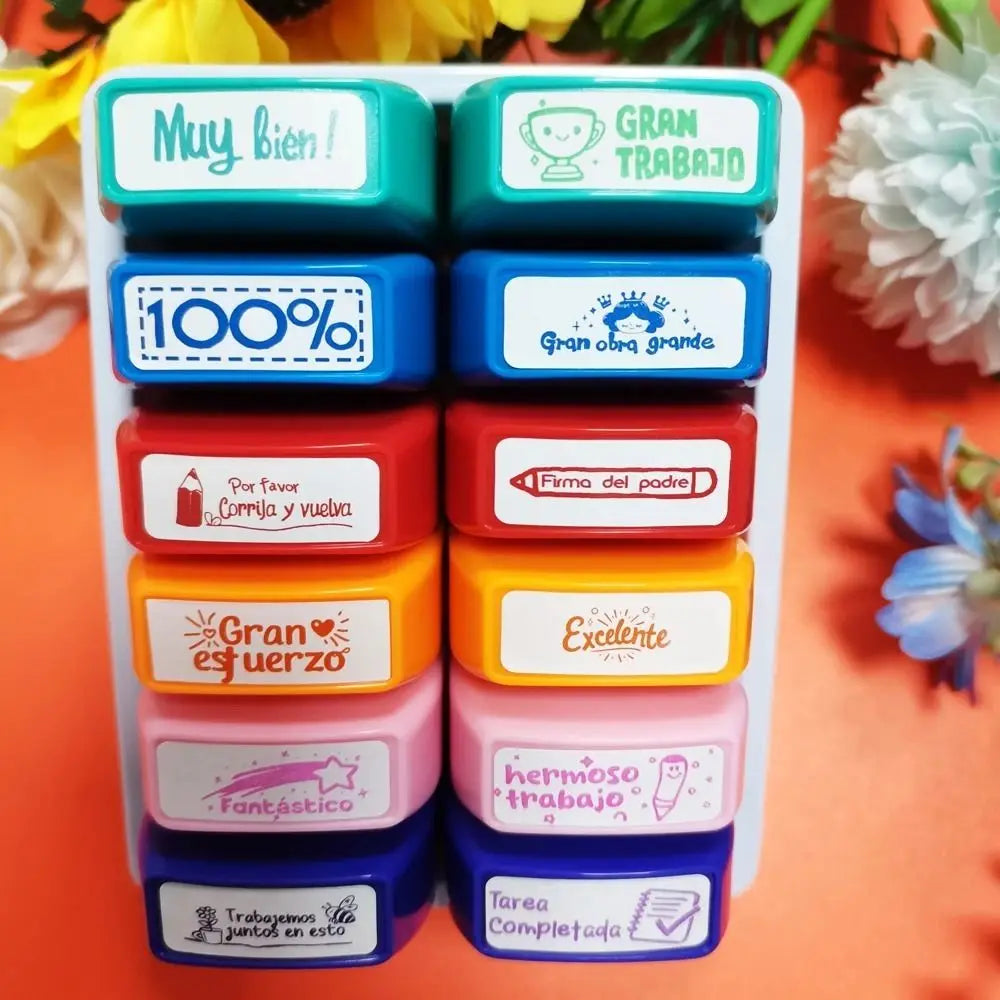 Muy bien!
GRAN
TRABAJO
100%
Gran obra grande
Por favor
Corrija y vuelva
Firma del padre
Gran
esfuerzo
Excelente
Fantástico
hermoso
trabajo
Trabajemos
juntos en esto
Tarea
Completada